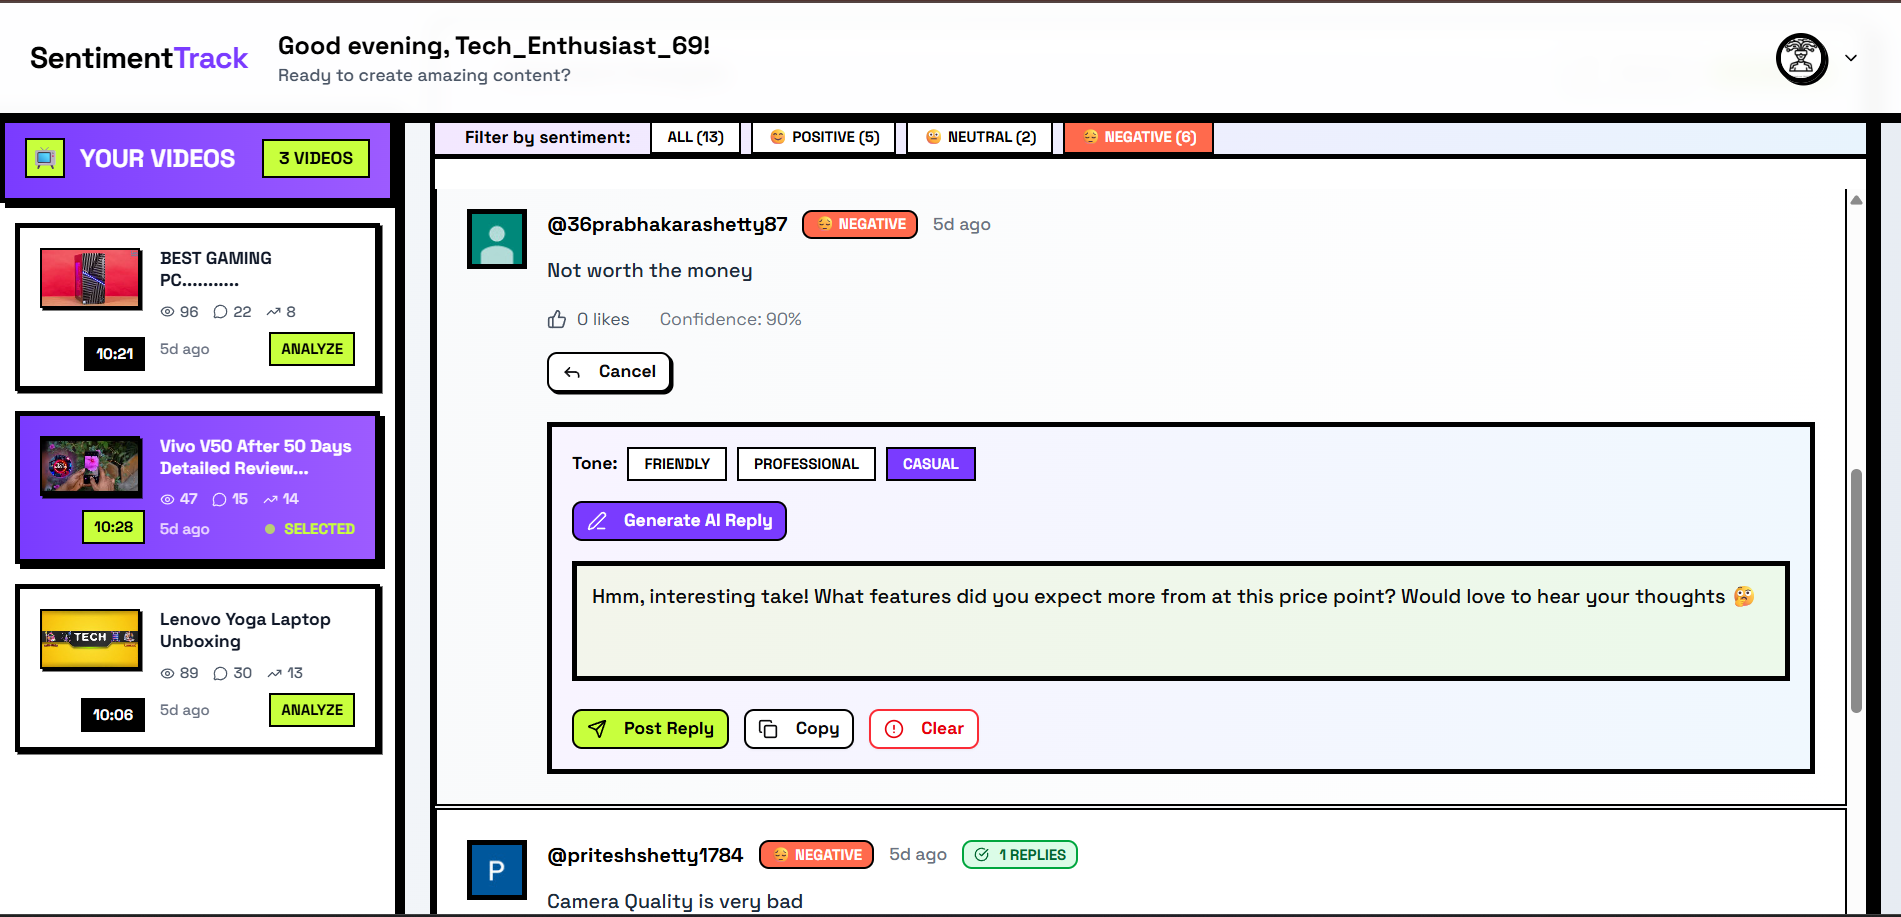 SentimentTrack
Good evening, Tech_Enthusiast_69!
Ready to create amazing content?
YOUR VIDEOS
3 VIDEOS
BEST GAMING
PC...........
96 22 8
10:21
5d ago
ANALYZE
Vivo V50 After 50 Days
Detailed Review...
47 15 14
10:28
5d ago
SELECTED
Lenovo Yoga Laptop
Unboxing
TECH
89 30 13
10:06
5d ago
ANALYZE
Filter by sentiment: ALL (13) 😊 POSITIVE (5) 😐 NEUTRAL (2) 😔 NEGATIVE (6)
@36prabhakarashetty87 😔 NEGATIVE 5d ago
Not worth the money
0 likes Confidence: 90%
Cancel
Tone: FRIENDLY PROFESSIONAL CASUAL
Generate AI Reply
Hmm, interesting take! What features did you expect more from at this price point? Would love to hear your thoughts 🤔
Post Reply Copy Clear
P
@priteshshetty1784 😔 NEGATIVE 5d ago 1 REPLIES
Camera Quality is very bad